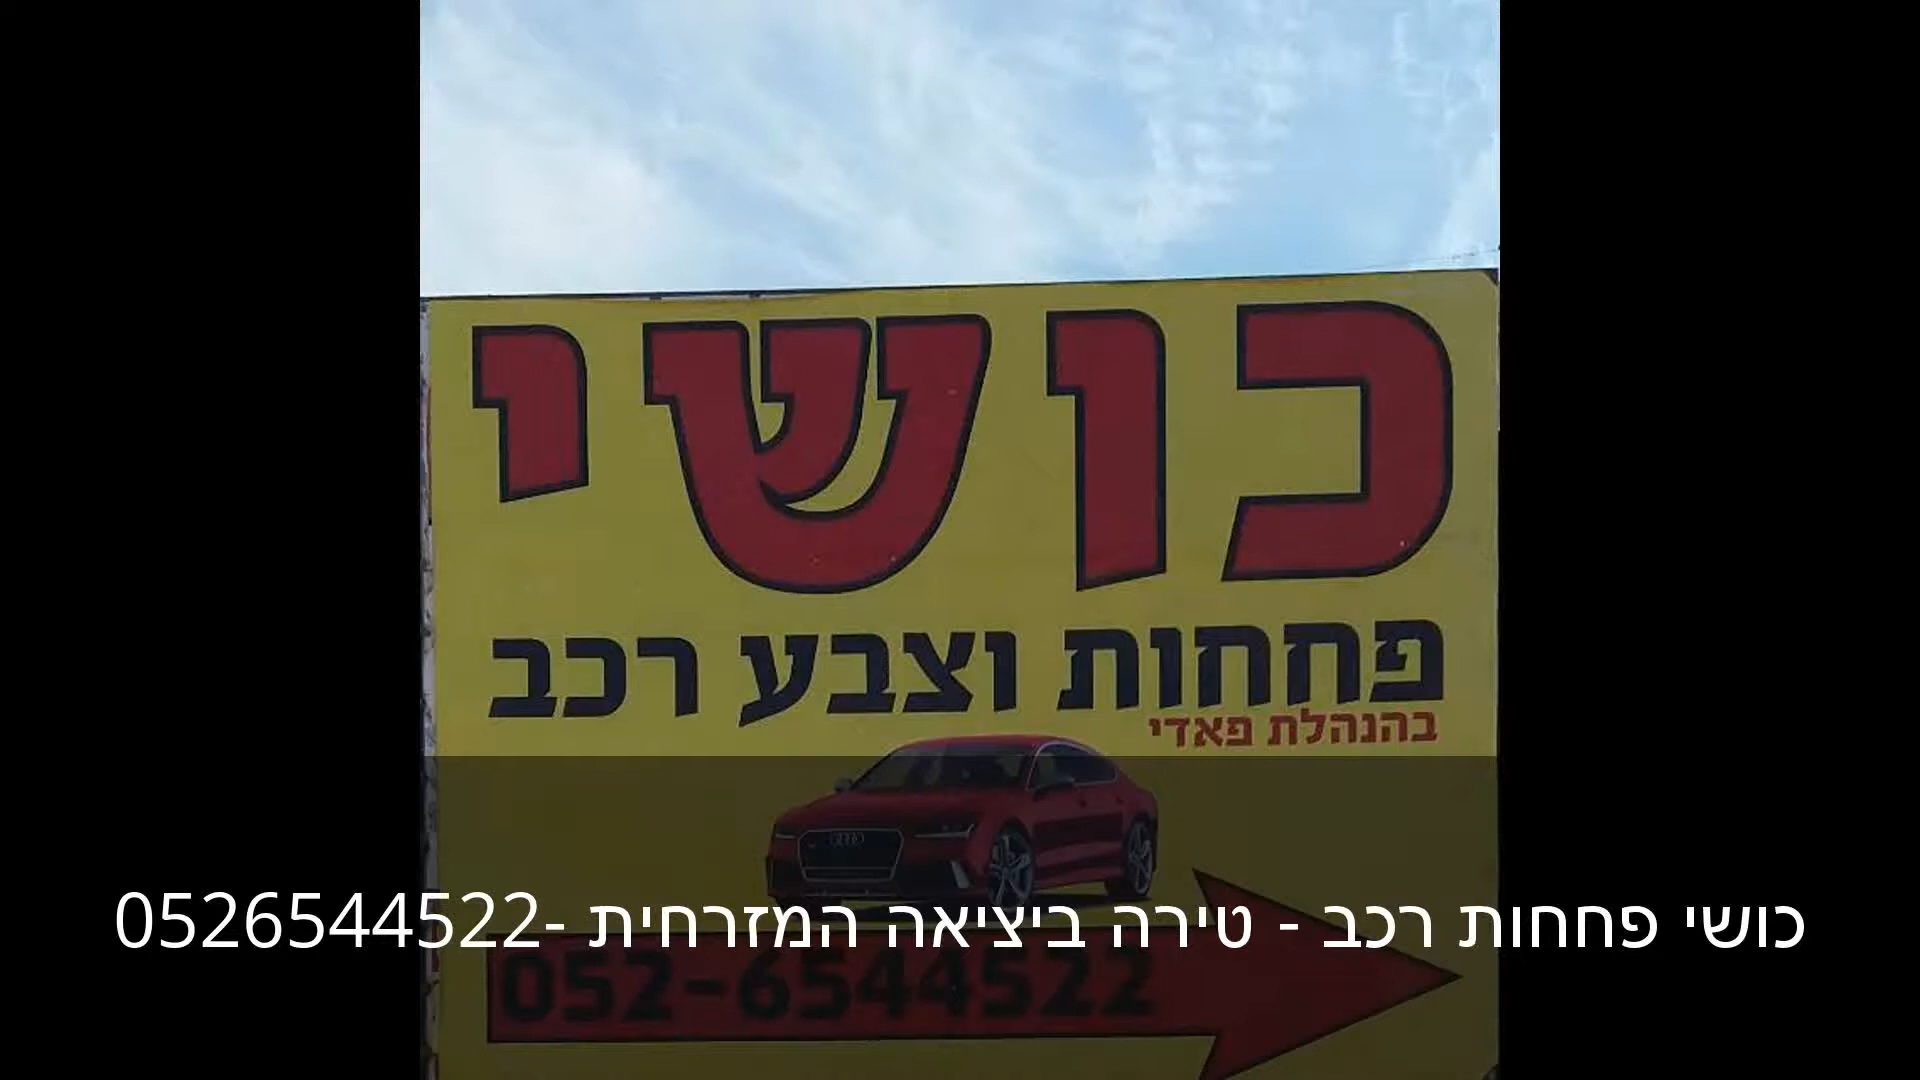 כושי
פחחות וצבע רכב
בהנהלת פאדי
כושי פחחות רכב - טירה ביציאה המזרחית -0526544522
052-6544522